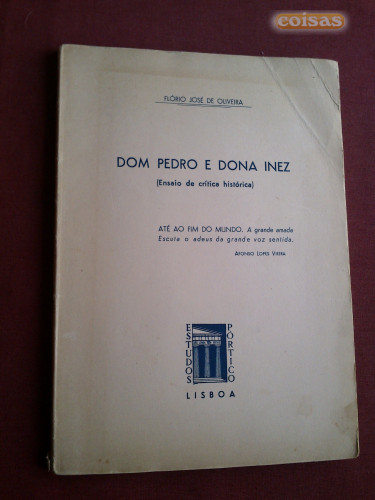 coisas
FLÓRIO JOSÉ DE OLIVEIRA
DOM PEDRO E DONA INEZ
(Ensaio de crítica histórica)
ATÉ AO FIM DO MUNDO. A grande amada
Escuta o adeus da grande voz sentida.
AFONSO LOPES VIEIRA
ESTUDOS
PÓRTICO
LISBOA